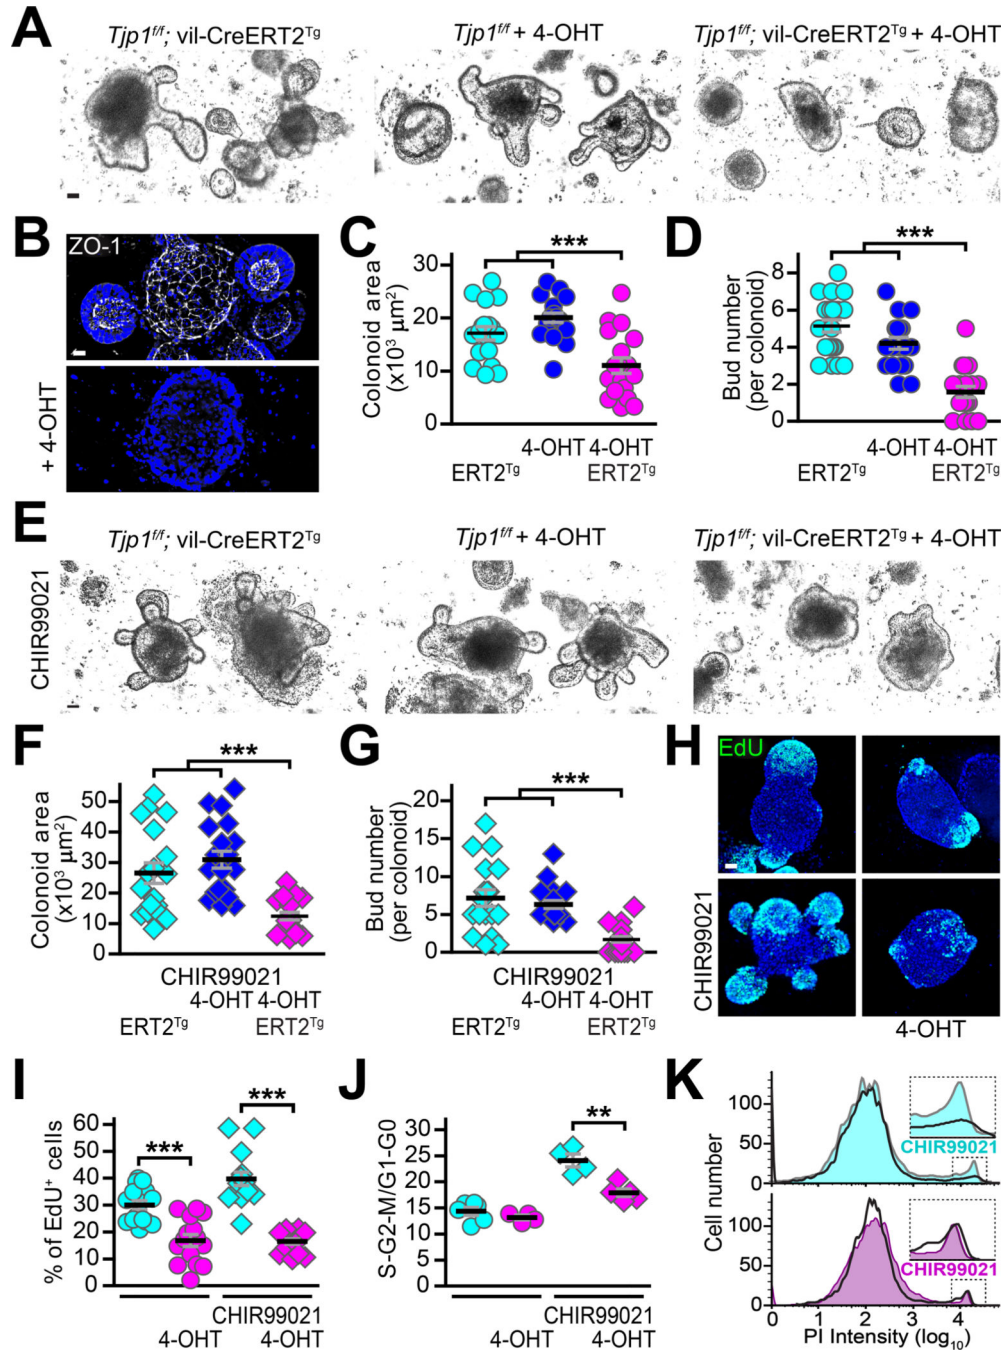 A
Tjp1f/f; vil-CreERT2Tg
Tjp1f/f + 4-OHT
Tjp1f/f; vil-CreERT2Tg + 4-OHT
B
ZO-1
+ 4-OHT
C
***
Colonoid area
(x10³ μm²)
30
20
10
0
4-OHT 4-OHT
ERT2Tg ERT2Tg
D
***
Bud number
(per colonoid)
8
6
4
2
0
4-OHT 4-OHT
ERT2Tg ERT2Tg
E
Tjp1f/f; vil-CreERT2Tg
Tjp1f/f + 4-OHT
Tjp1f/f; vil-CreERT2Tg + 4-OHT
CHIR99021
F
***
Colonoid area
(x10³ μm²)
50
40
30
20
10
0
CHIR99021
4-OHT 4-OHT
ERT2Tg ERT2Tg
G
***
Bud number
(per colonoid)
20
15
10
5
0
CHIR99021
4-OHT 4-OHT
ERT2Tg ERT2Tg
H
EdU
CHIR99021
4-OHT
I
***
***
% of EdU⁺ cells
60
50
40
30
20
10
0
CHIR99021
4-OHT 4-OHT
J
**
S-G2-M/G1-G0
30
25
20
15
10
5
0
CHIR99021
4-OHT 4-OHT
K
Cell number
100
50
0
CHIR99021
100
50
0
CHIR99021
0 1 2 3 4
PI Intensity (log₁₀)